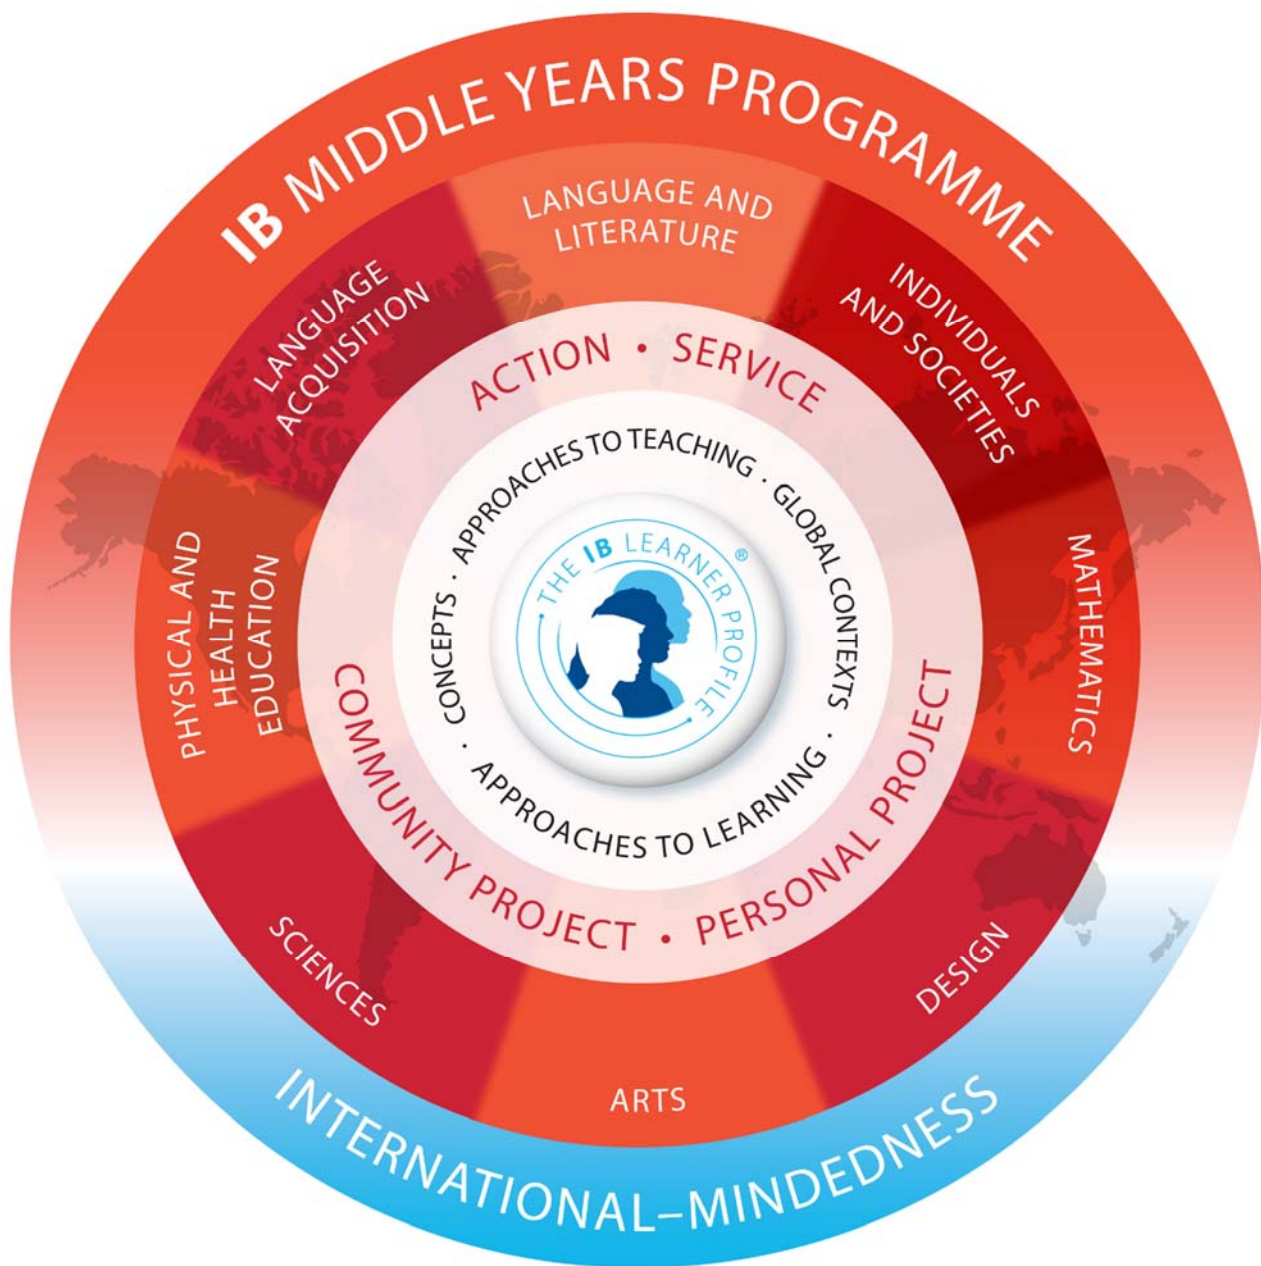 IB MIDDLE YEARS PROGRAMME
LANGUAGE AND
LITERATURE
INDIVIDUALS
AND SOCIETIES
MATHEMATICS
DESIGN
ARTS
SCIENCES
PHYSICAL AND
HEALTH
EDUCATION
LANGUAGE
ACQUISITION
ACTION • SERVICE
COMMUNITY PROJECT • PERSONAL PROJECT
· CONCEPTS · APPROACHES TO TEACHING · GLOBAL CONTEXTS ·
APPROACHES TO LEARNING
THE IB LEARNER PROFILE ®
INTERNATIONAL–MINDEDNESS